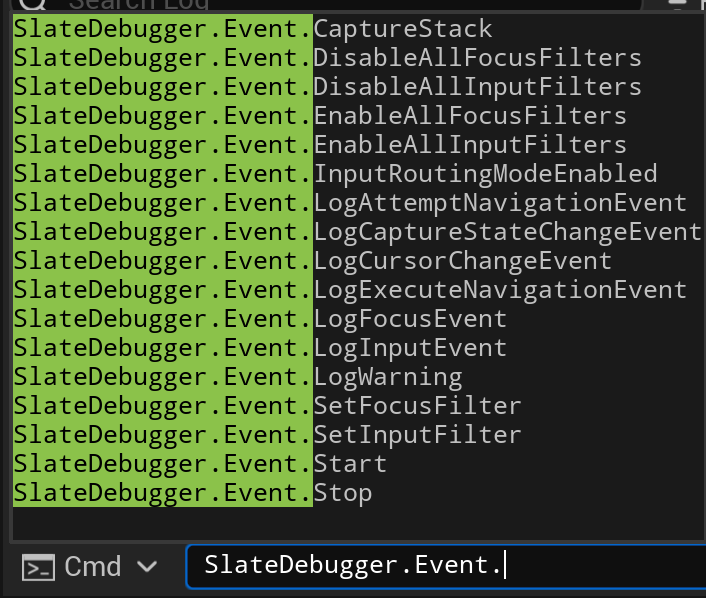 Search Log
SlateDebugger.Event.CaptureStack
SlateDebugger.Event.DisableAllFocusFilters
SlateDebugger.Event.DisableAllInputFilters
SlateDebugger.Event.EnableAllFocusFilters
SlateDebugger.Event.EnableAllInputFilters
SlateDebugger.Event.InputRoutingModeEnabled
SlateDebugger.Event.LogAttemptNavigationEvent
SlateDebugger.Event.LogCaptureStateChangeEvent
SlateDebugger.Event.LogCursorChangeEvent
SlateDebugger.Event.LogExecuteNavigationEvent
SlateDebugger.Event.LogFocusEvent
SlateDebugger.Event.LogInputEvent
SlateDebugger.Event.LogWarning
SlateDebugger.Event.SetFocusFilter
SlateDebugger.Event.SetInputFilter
SlateDebugger.Event.Start
SlateDebugger.Event.Stop
Cmd SlateDebugger.Event.